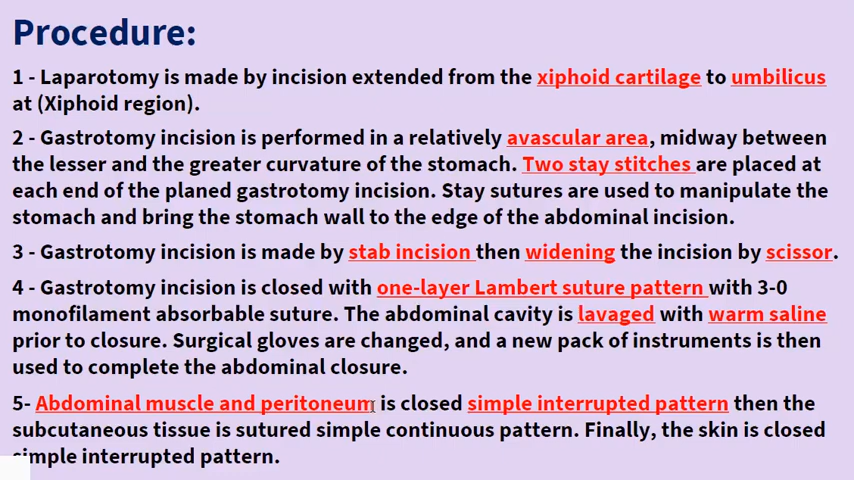 Procedure:
1 - Laparotomy is made by incision extended from the xiphoid cartilage to umbilicus
at (Xiphoid region).
2 - Gastrotomy incision is performed in a relatively avascular area, midway between
the lesser and the greater curvature of the stomach. Two stay stitches are placed at
each end of the planed gastrotomy incision. Stay sutures are used to manipulate the
stomach and bring the stomach wall to the edge of the abdominal incision.
3 - Gastrotomy incision is made by stab incision then widening the incision by scissor.
4 - Gastrotomy incision is closed with one-layer Lambert suture pattern with 3-0
monofilament absorbable suture. The abdominal cavity is lavaged with warm saline
prior to closure. Surgical gloves are changed, and a new pack of instruments is then
used to complete the abdominal closure.
5- Abdominal muscle and peritoneum is closed simple interrupted pattern then the
subcutaneous tissue is sutured simple continuous pattern. Finally, the skin is closed
simple interrupted pattern.